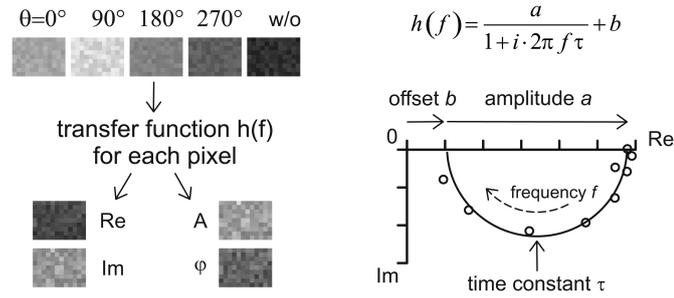 θ=0° 90° 180° 270° w/o
transfer function h(f)
for each pixel
Re A
Im φ
h(f)= a / 1+i·2π f τ +b
offset b amplitude a
0 Re
frequency f
Im
time constant τ